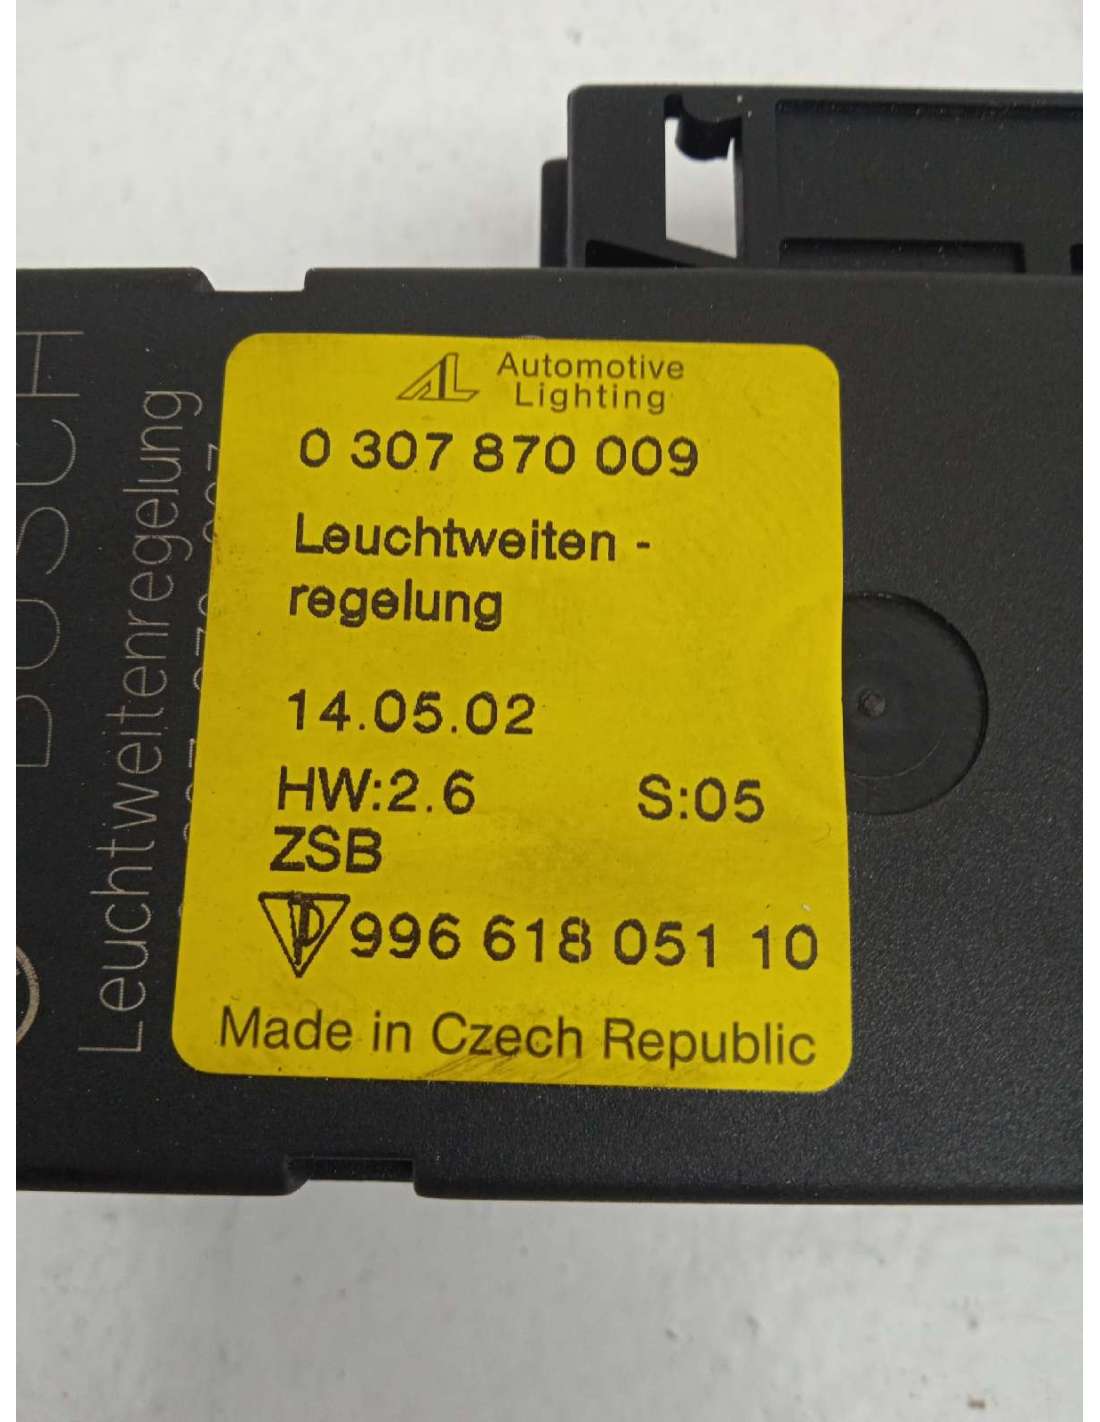 Automotive
Lighting
0 307 870 009
Leuchtweiten -
regelung
14.05.02
HW:2.6 S:05
ZSB
996 618 051 10
Made in Czech Republic
BOSCH
Leuchtweitenregelung